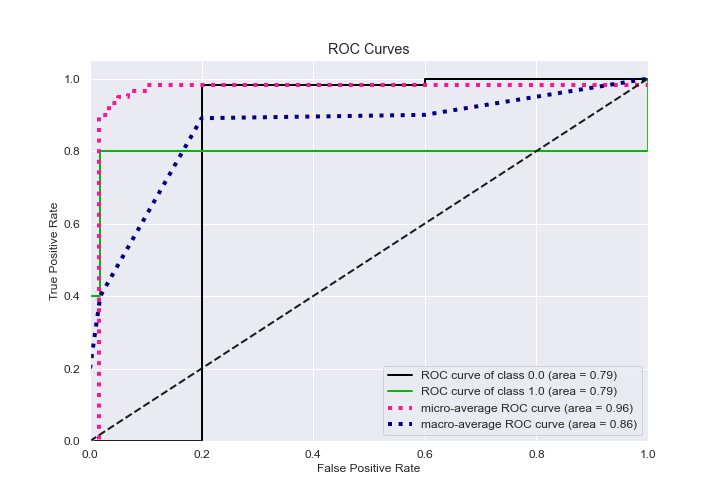 ROC Curves
1.0
0.8
0.6
0.4
0.2
0.0
True Positive Rate
ROC curve of class 0.0 (area = 0.79)
ROC curve of class 1.0 (area = 0.79)
micro-average ROC curve (area = 0.96)
macro-average ROC curve (area = 0.86)
0.0 0.2 0.4 0.6 0.8 1.0
False Positive Rate